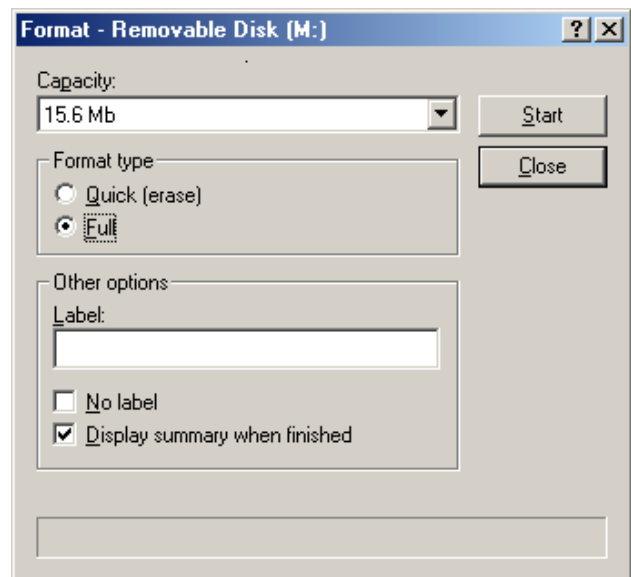 Format - Removable Disk (M:)
Capacity:
15.6 Mb
Start
Format type
Close
Quick (erase)
Full
Other options
Label:
No label
Display summary when finished